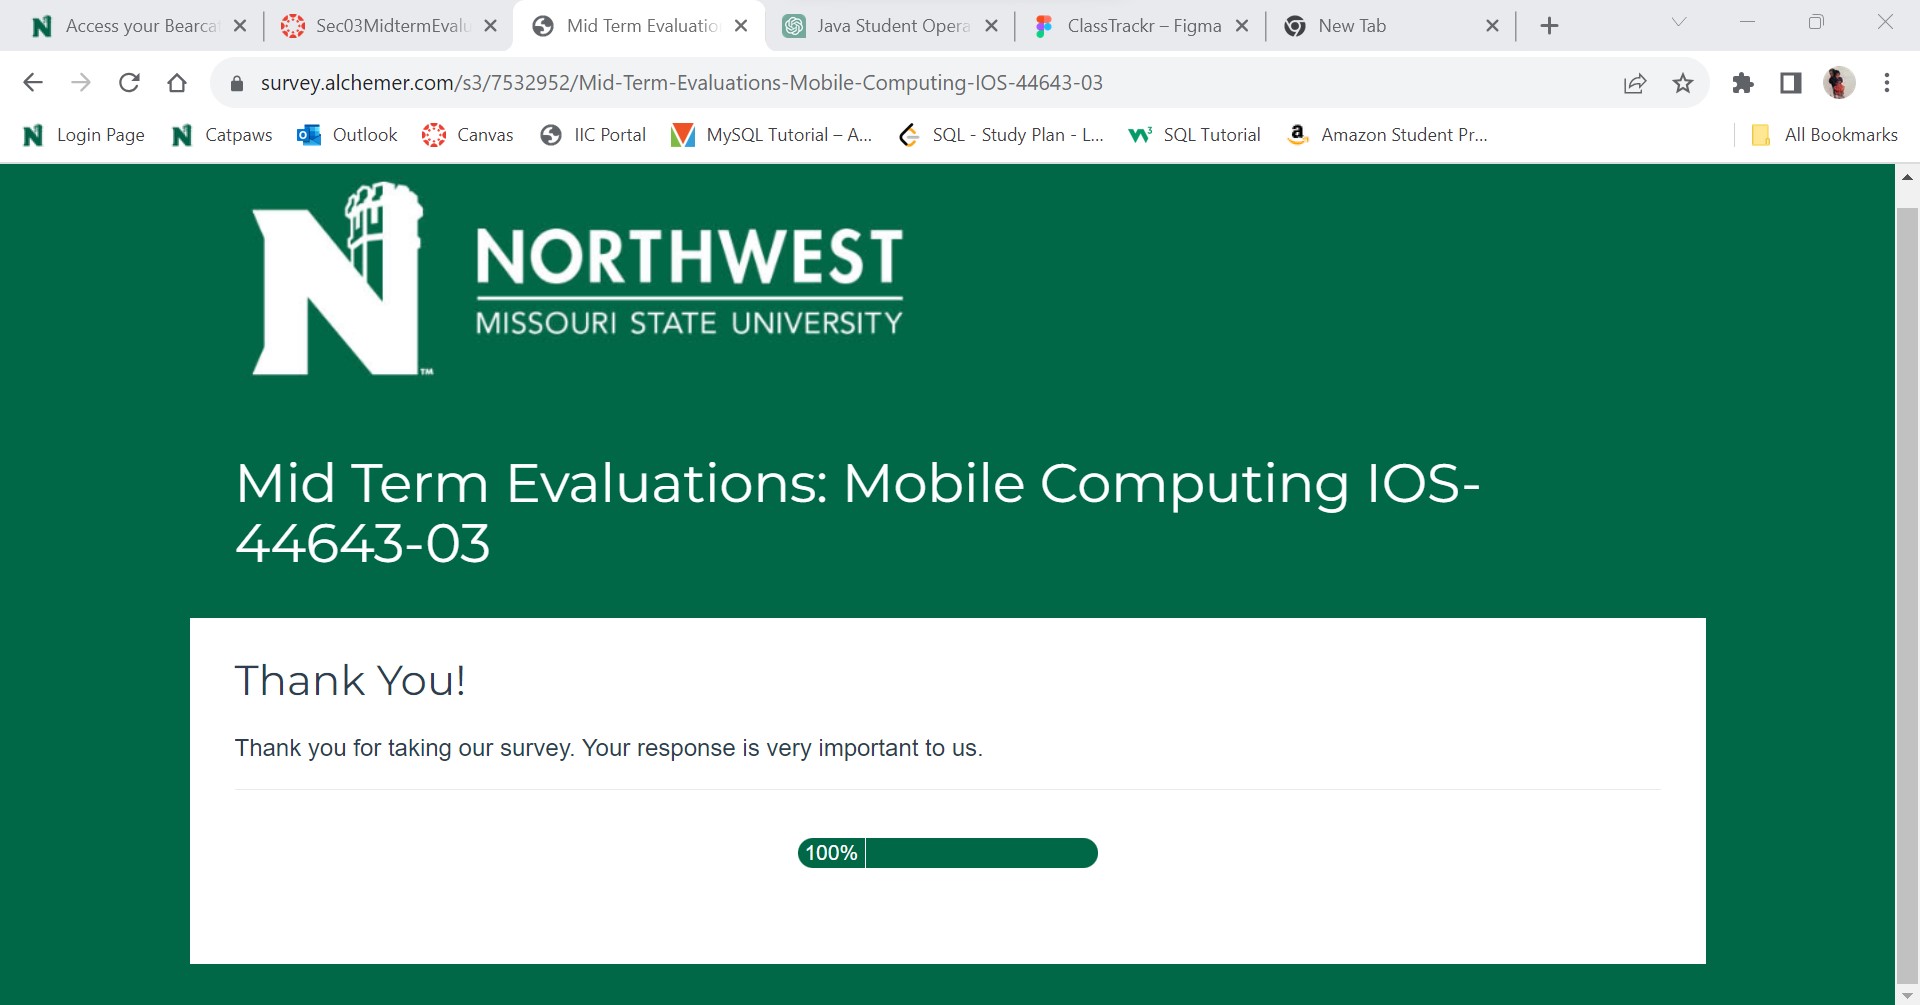 Access your Bearca
Sec03MidtermEvalu
Mid Term Evaluatio
Java Student Opera
ClassTrackr – Figma
New Tab
survey.alchemer.com/s3/7532952/Mid-Term-Evaluations-Mobile-Computing-IOS-44643-03
Login Page
Catpaws
Outlook
Canvas
IIC Portal
MySQL Tutorial – A...
SQL - Study Plan - L...
SQL Tutorial
Amazon Student Pr...
All Bookmarks
N
TM
NORTHWEST
MISSOURI STATE UNIVERSITY
Mid Term Evaluations: Mobile Computing IOS-
44643-03
Thank You!
Thank you for taking our survey. Your response is very important to us.
100%